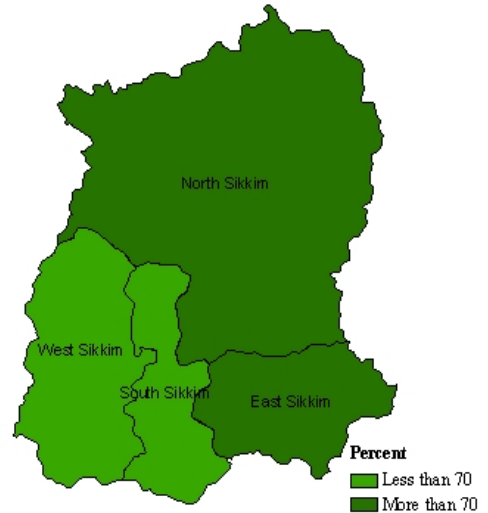 North Sikkim
West Sikkim
South Sikkim
East Sikkim
Percent
Less than 70
More than 70